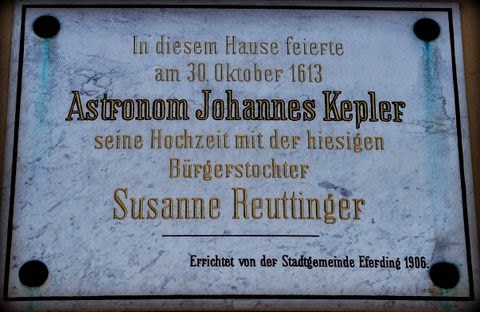 In diesem Hause feierte
am 30. Oktober 1613
Astronom Johannes Kepler
seine Hochzeit mit der hiesigen
Bürgerstochter
Susanne Reuttinger
Errichtet von der Stadtgemeinde Eferding 1906.